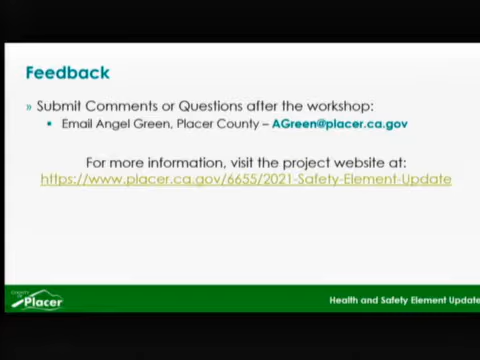 Feedback
» Submit Comments or Questions after the workshop:
• Email Angel Green, Placer County – AGreen@placer.ca.gov
For more information, visit the project website at:
https://www.placer.ca.gov/6655/2021-Safety-Element-Update
Placer
Health and Safety Element Update